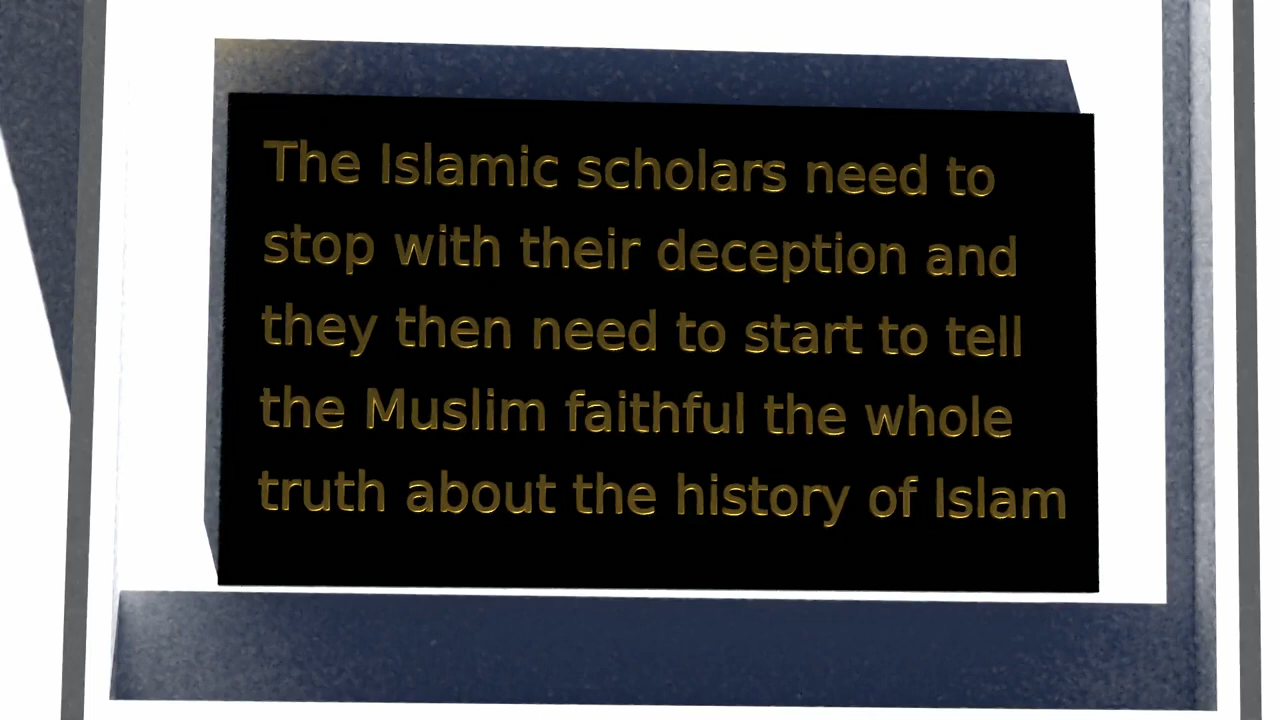 The Islamic scholars need to
stop with their deception and
they then need to start to tell
the Muslim faithful the whole
truth about the history of Islam